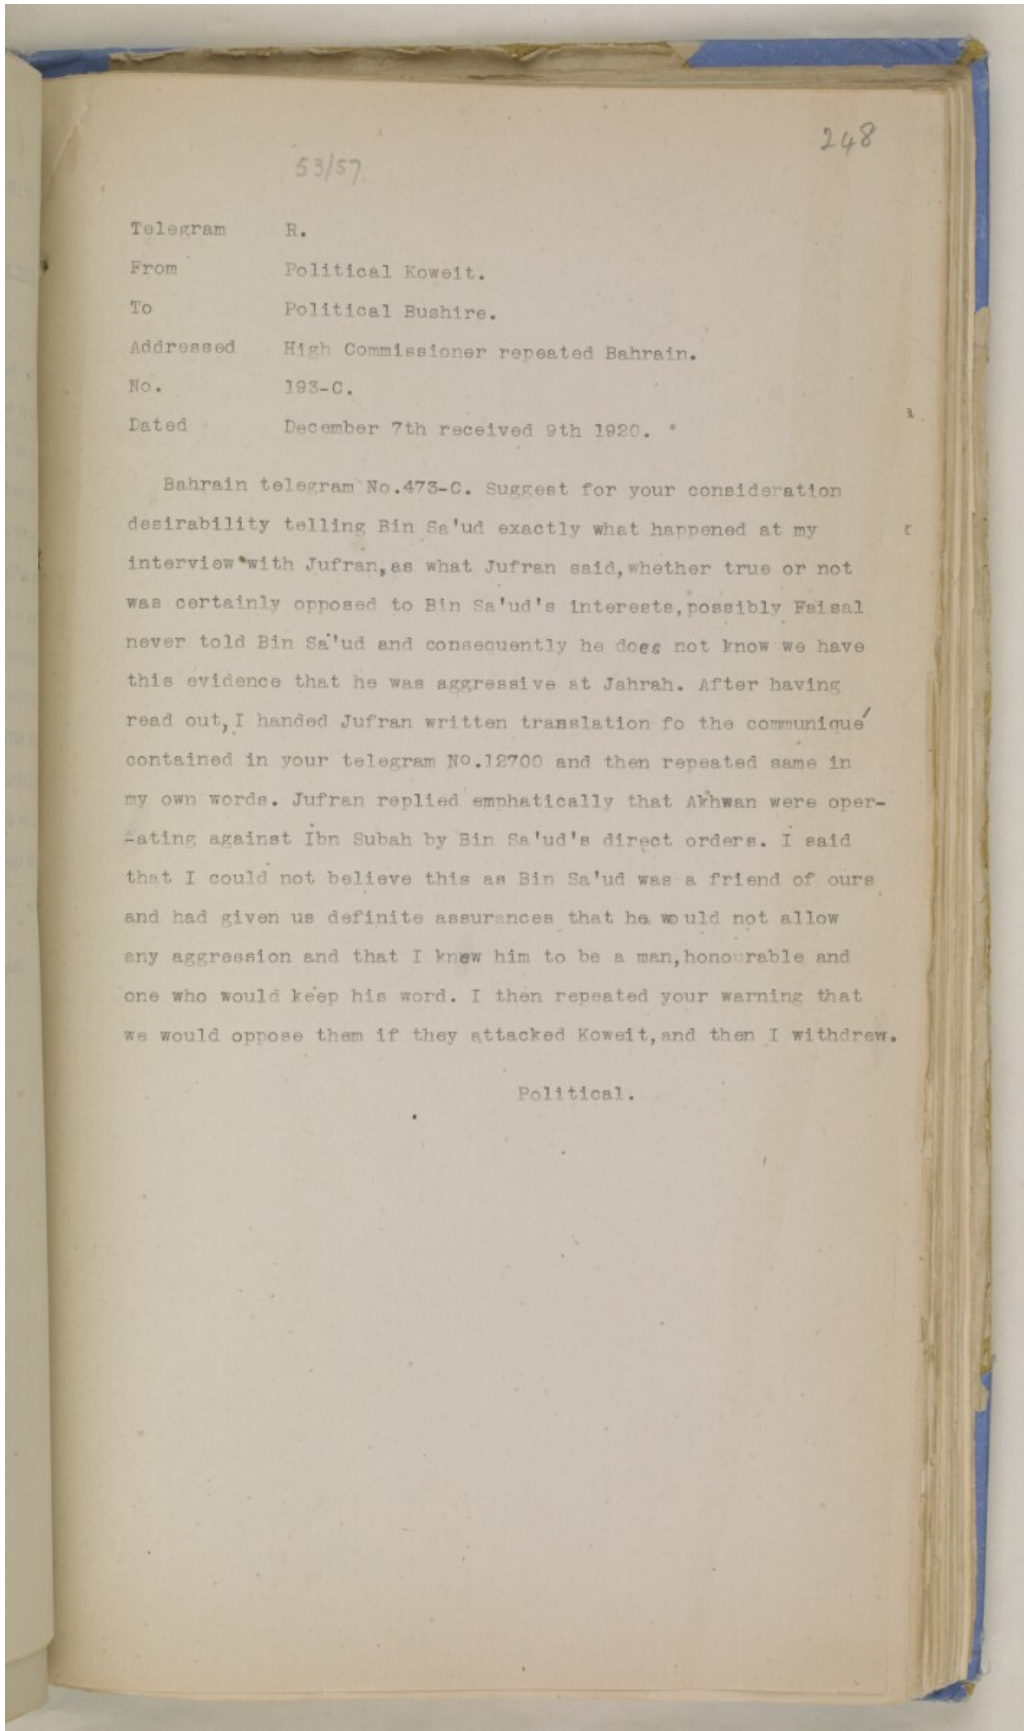 248
53/57.
Telegram R.
From Political Koweit.
To Political Bushire.
Addressed High Commissioner repeated Bahrain.
No. 193-C.
Dated December 7th received 9th 1920.
Bahrain telegram No.473-C. Suggest for your consideration
desirability telling Bin Sa'ud exactly what happened at my
interview with Jufran, as what Jufran said, whether true or not
was certainly opposed to Bin Sa'ud's interests, possibly Faisal
never told Bin Sa'ud and consequently he does not know we have
this evidence that he was aggressive at Jahrah. After having
read out, I handed Jufran written translation fo the communiqué
contained in your telegram No.12700 and then repeated same in
my own words. Jufran replied emphatically that Akhwan were oper-
-ating against Ibn Subah by Bin Sa'ud's direct orders. I said
that I could not believe this as Bin Sa'ud was a friend of ours
and had given us definite assurances that he would not allow
any aggression and that I knew him to be a man, honourable and
one who would keep his word. I then repeated your warning that
we would oppose them if they attacked Koweit, and then I withdrew.
Political.